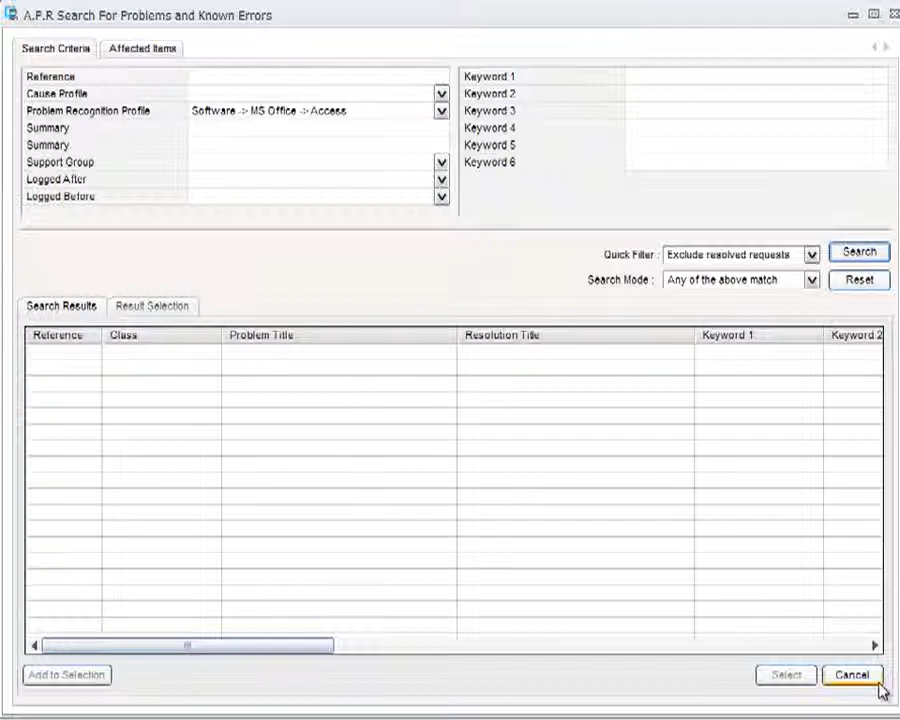 A.P.R Search For Problems and Known Errors
Search Criteria Affected Items
Reference
Cause Profile
Problem Recognition Profile Software -> MS Office -> Access
Summary
Summary
Support Group
Logged After
Logged Before
Keyword 1
Keyword 2
Keyword 3
Keyword 4
Keyword 5
Keyword 6
Quick Filter : Exclude resolved requests Search
Search Mode : Any of the above match Reset
Search Results Result Selection
Reference Class Problem Title Resolution Title Keyword 1 Keyword 2
Add to Selection Select Cancel